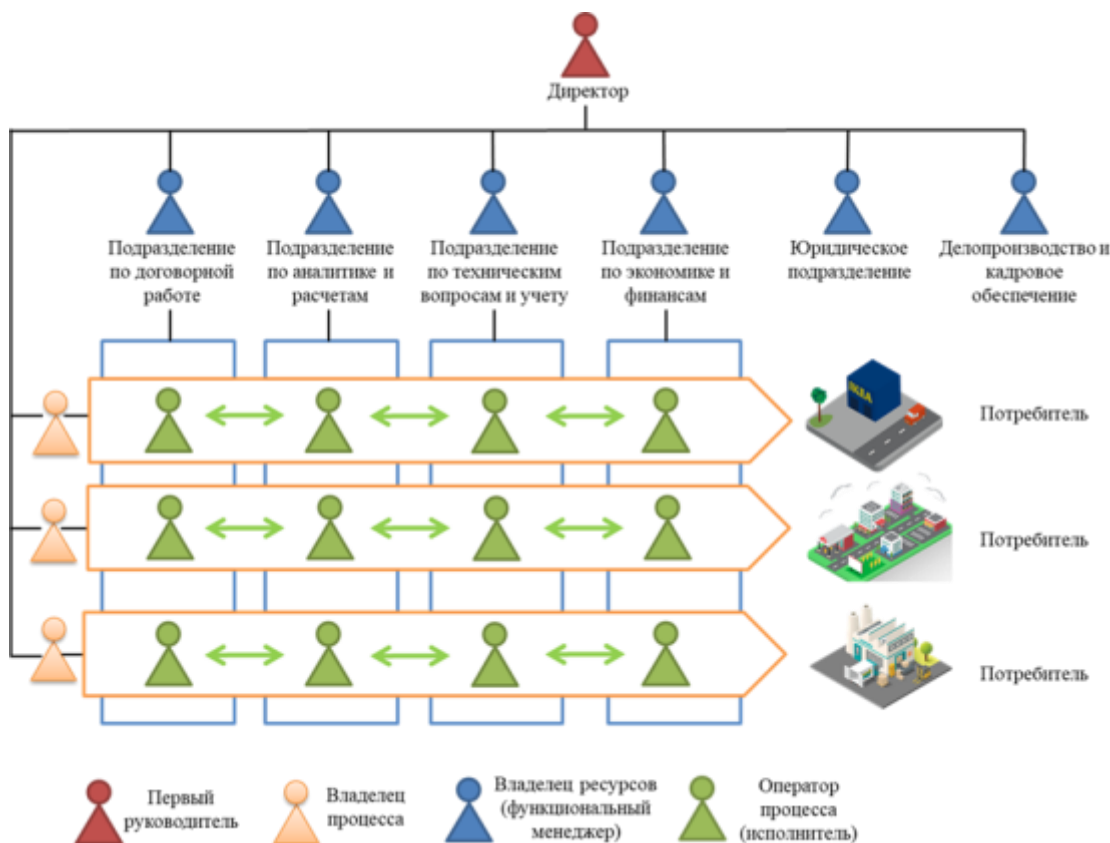 Директор
Подразделение
по договорной
работе
Подразделение
по аналитике и
расчетам
Подразделение
по техническим
вопросам и учету
Подразделение
по экономике и
финансам
Юридическое
подразделение
Делопроизводство и
кадровое
обеспечение
IKEA
Потребитель
Потребитель
Потребитель
Первый
руководитель
Владелец
процесса
Владелец ресурсов
(функциональный
менеджер)
Оператор
процесса
(исполнитель)